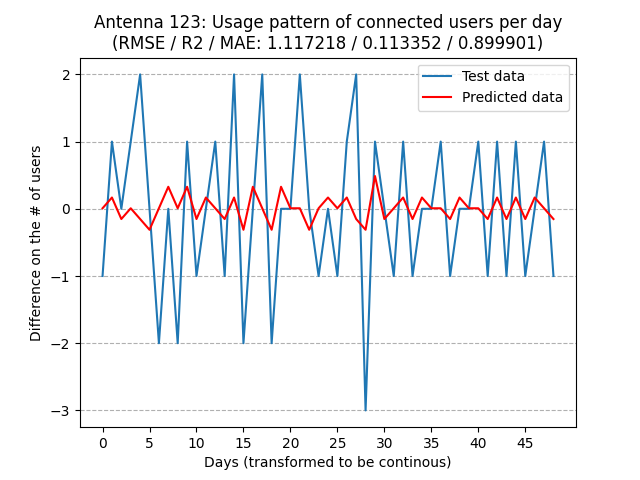 Antenna 123: Usage pattern of connected users per day
(RMSE / R2 / MAE: 1.117218 / 0.113352 / 0.899901)
Test data
Predicted data
Difference on the # of users
2
1
0
−1
−2
−3
0 5 10 15 20 25 30 35 40 45
Days (transformed to be continous)